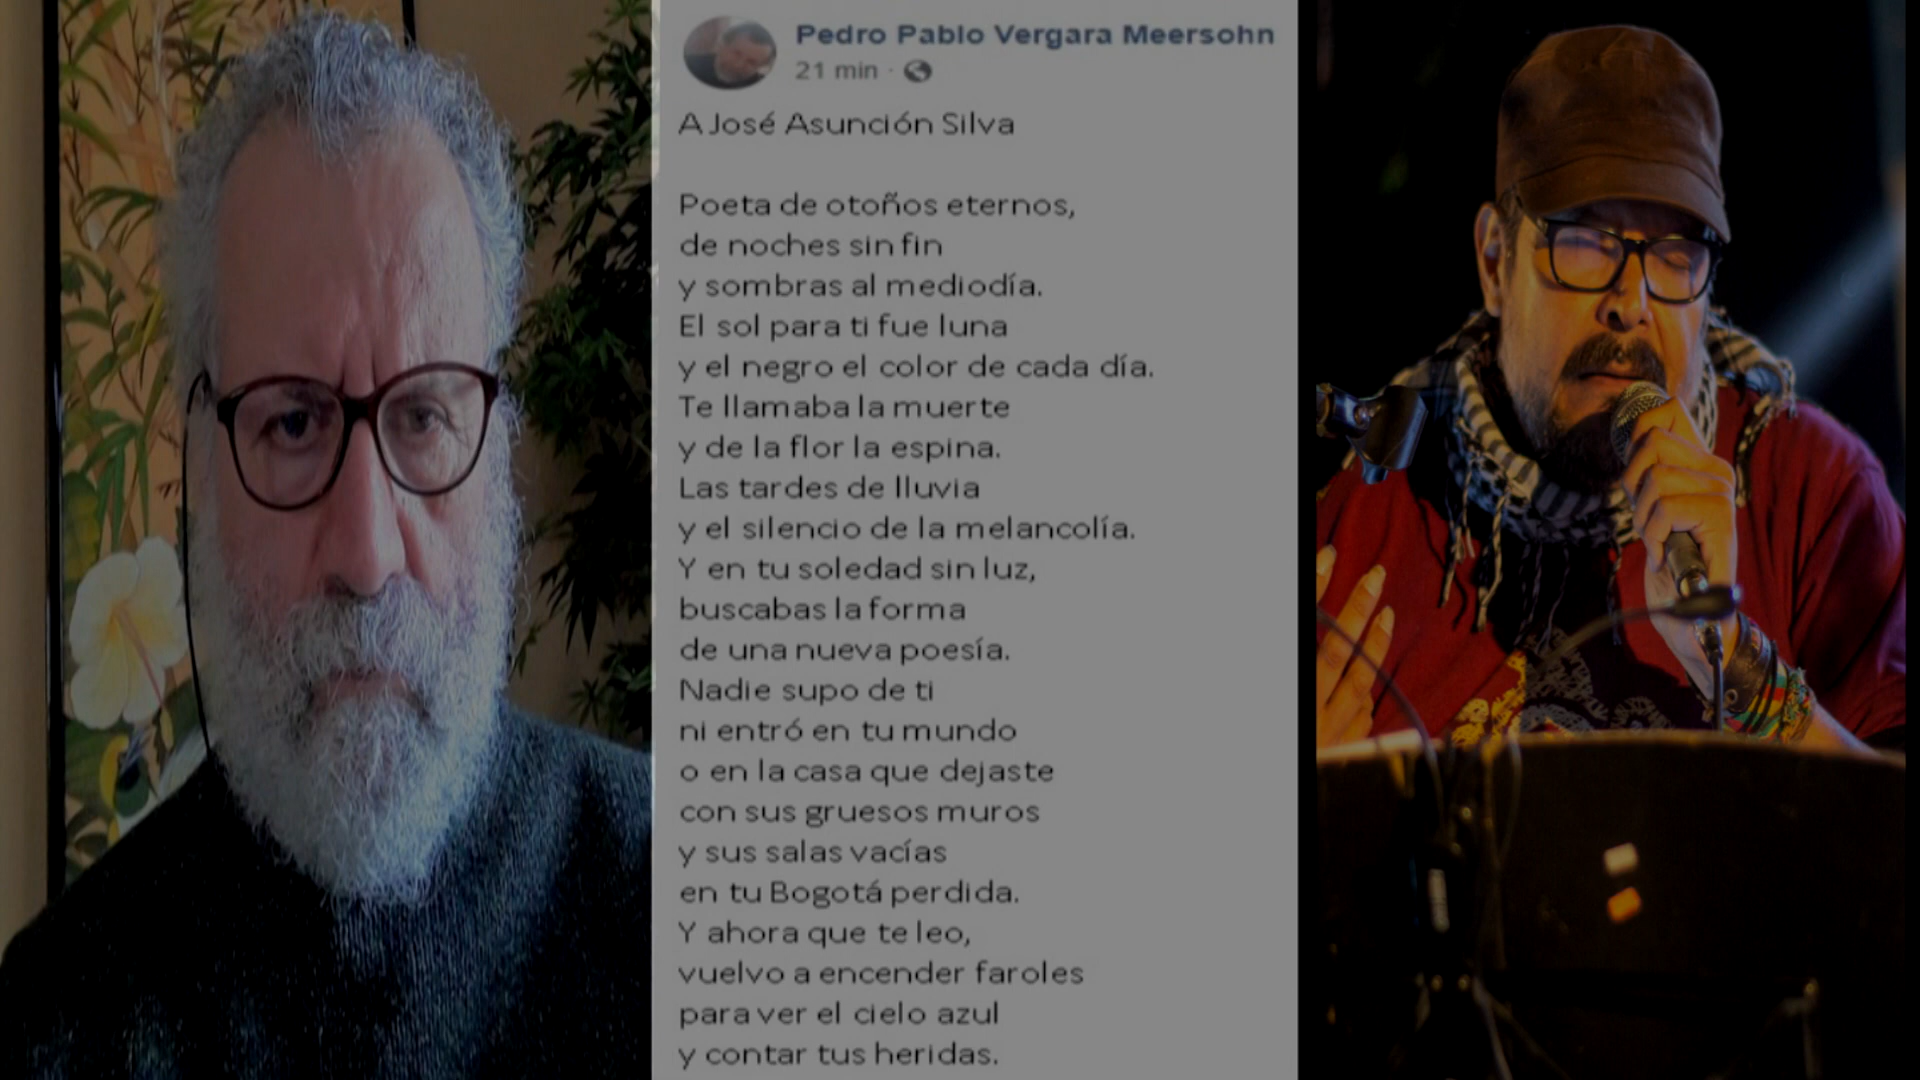 Pedro Pablo Vergara Meersohn
21 min ·
A José Asunción Silva
Poeta de otoños eternos,
de noches sin fin
y sombras al mediodía.
El sol para ti fue luna
y el negro el color de cada día.
Te llamaba la muerte
y de la flor la espina.
Las tardes de lluvia
y el silencio de la melancolía.
Y en tu soledad sin luz,
buscabas la forma
de una nueva poesía.
Nadie supo de ti
ni entró en tu mundo
o en la casa que dejaste
con sus gruesos muros
y sus salas vacías
en tu Bogotá perdida.
Y ahora que te leo,
vuelvo a encender faroles
para ver el cielo azul
y contar tus heridas.